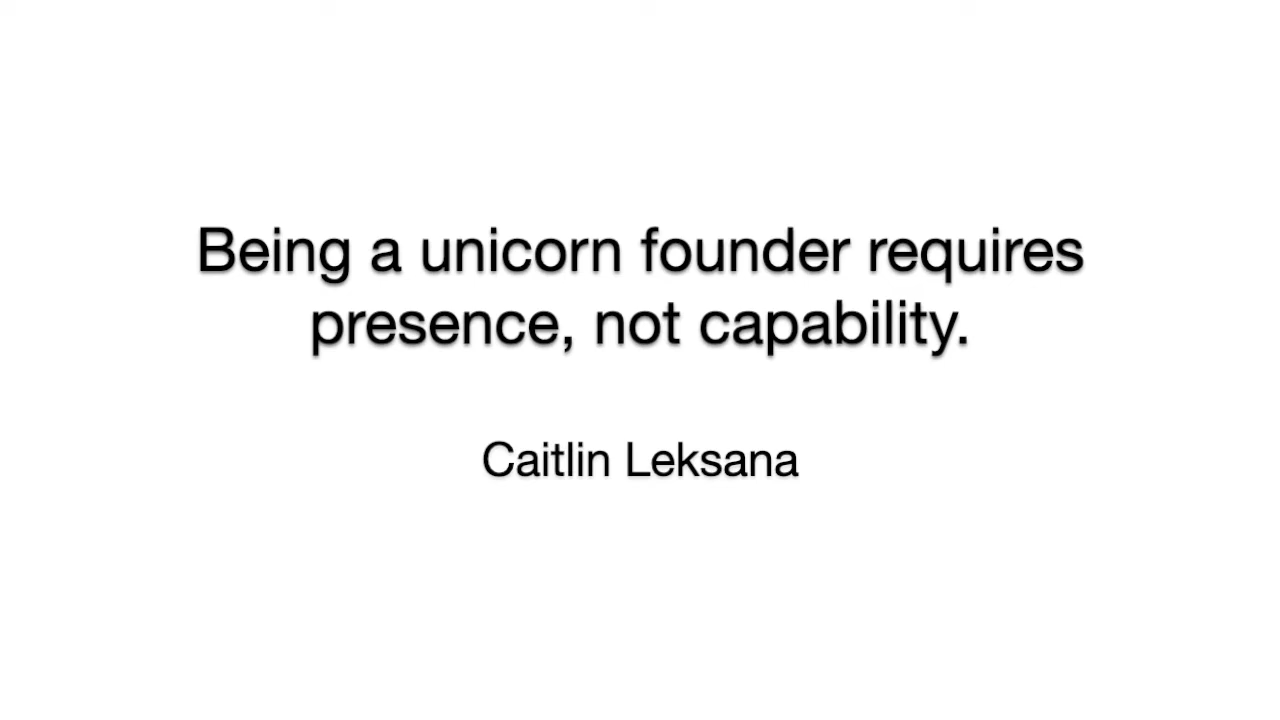 Being a unicorn founder requires
presence, not capability.
Caitlin Leksana